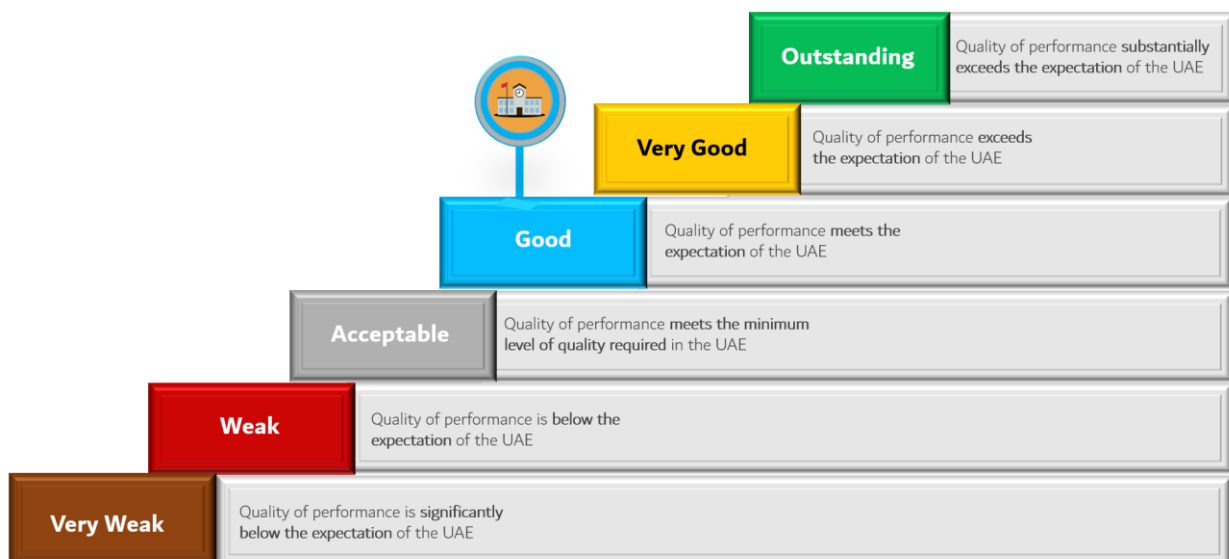 Outstanding
Quality of performance substantially
exceeds the expectation of the UAE
Very Good
Quality of performance exceeds
the expectation of the UAE
Good
Quality of performance meets the
expectation of the UAE
Acceptable
Quality of performance meets the minimum
level of quality required in the UAE
Weak
Quality of performance is below the
expectation of the UAE
Very Weak
Quality of performance is significantly
below the expectation of the UAE